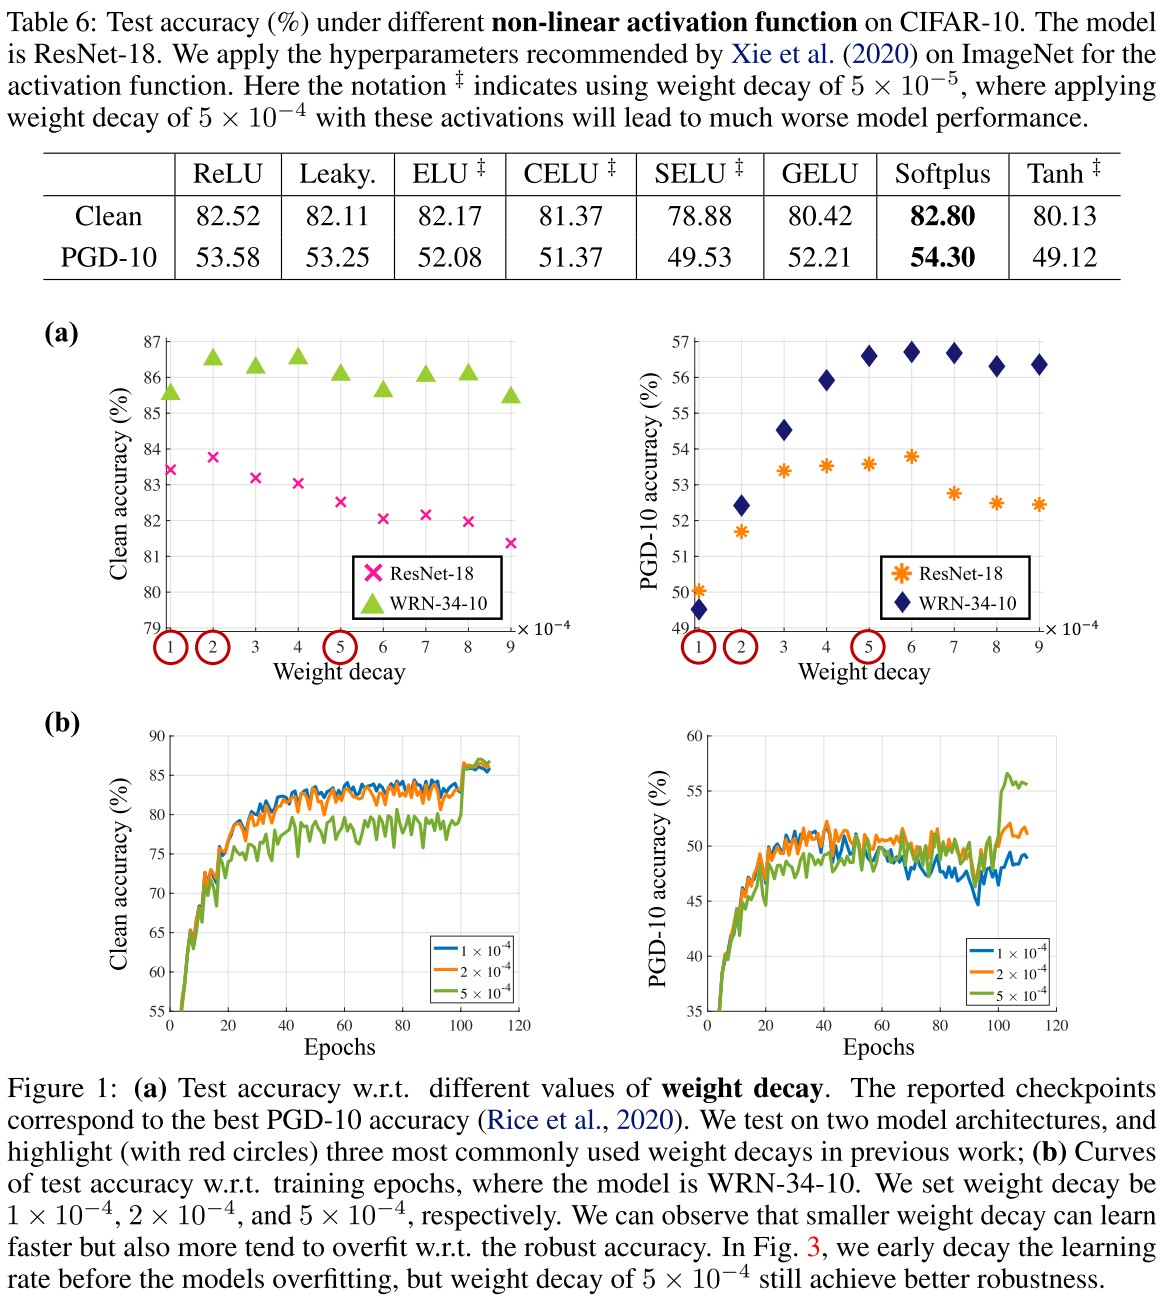 Table 6: Test accuracy (%) under different non-linear activation function on CIFAR-10. The model
is ResNet-18. We apply the hyperparameters recommended by Xie et al. (2020) on ImageNet for the
activation function. Here the notation ‡ indicates using weight decay of 5 × 10⁻⁵, where applying
weight decay of 5 × 10⁻⁴ with these activations will lead to much worse model performance.
ReLU Leaky. ELU ‡ CELU ‡ SELU ‡ GELU Softplus Tanh ‡
Clean 82.52 82.11 82.17 81.37 78.88 80.42 82.80 80.13
PGD-10 53.58 53.25 52.08 51.37 49.53 52.21 54.30 49.12
(a)
Clean accuracy (%)
87
86
85
84
83
82
81
80
79
ResNet-18
WRN-34-10
1 2 3 4 5 6 7 8 9
× 10⁻⁴
Weight decay
PGD-10 accuracy (%)
57
56
55
54
53
52
51
50
49
ResNet-18
WRN-34-10
1 2 3 4 5 6 7 8 9
× 10⁻⁴
Weight decay
(b)
Clean accuracy (%)
90
85
80
75
70
65
60
55
1 × 10⁻⁴
2 × 10⁻⁴
5 × 10⁻⁴
0 20 40 60 80 100 120
Epochs
PGD-10 accuracy (%)
60
55
50
45
40
35
1 × 10⁻⁴
2 × 10⁻⁴
5 × 10⁻⁴
0 20 40 60 80 100 120
Epochs
Figure 1: (a) Test accuracy w.r.t. different values of weight decay. The reported checkpoints
correspond to the best PGD-10 accuracy (Rice et al., 2020). We test on two model architectures, and
highlight (with red circles) three most commonly used weight decays in previous work; (b) Curves
of test accuracy w.r.t. training epochs, where the model is WRN-34-10. We set weight decay be
1 × 10⁻⁴, 2 × 10⁻⁴, and 5 × 10⁻⁴, respectively. We can observe that smaller weight decay can learn
faster but also more tend to overfit w.r.t. the robust accuracy. In Fig. 3, we early decay the learning
rate before the models overfitting, but weight decay of 5 × 10⁻⁴ still achieve better robustness.